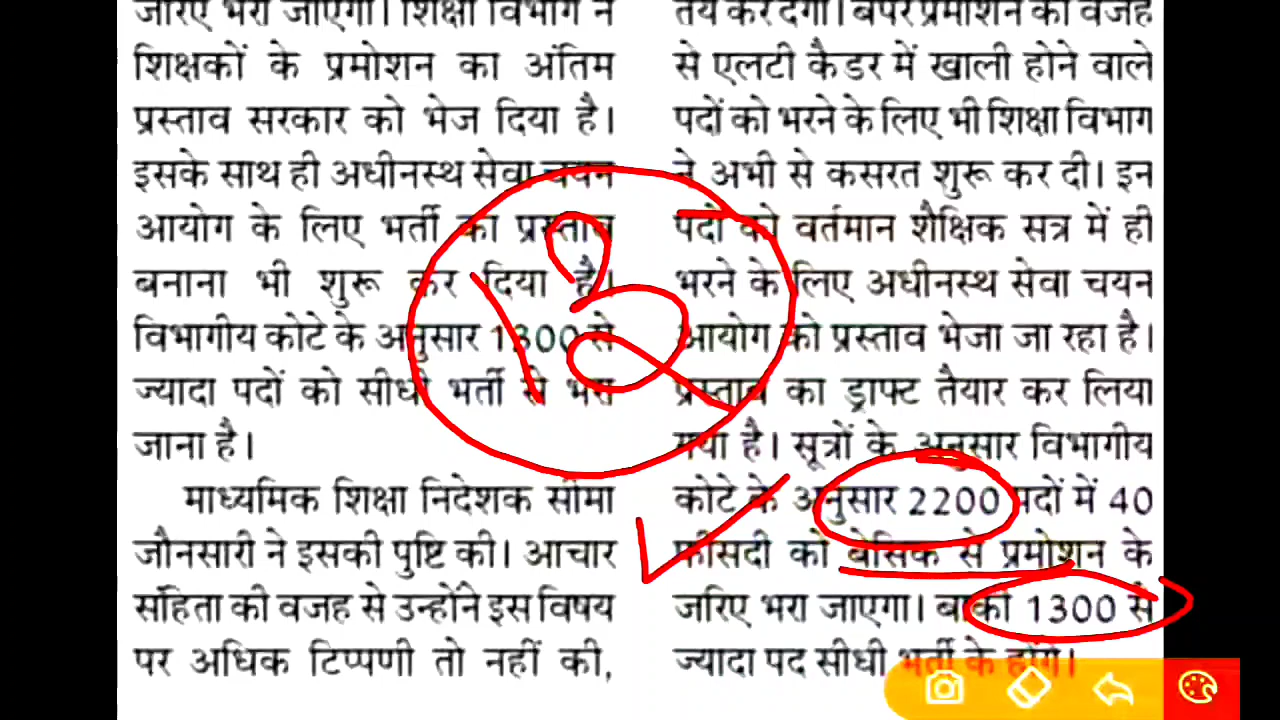 जरिए भरा जाएगा। शिक्षा विभाग ने
शिक्षकों के प्रमोशन का अंतिम
प्रस्ताव सरकार को भेज दिया है।
इसके साथ ही अधीनस्थ सेवा चयन
आयोग के लिए भर्ती का प्रस्ताव
बनाना भी शुरू कर दिया है।
विभागीय कोटे के अनुसार 1300 से
ज्यादा पदों को सीधी भर्ती से भरा
जाना है।
माध्यमिक शिक्षा निदेशक सीमा
जौनसारी ने इसकी पुष्टि की। आचार
संहिता की वजह से उन्होंने इस विषय
पर अधिक टिप्पणी तो नहीं की,
तय कर देगी। बंपर प्रमोशन की वजह
से एलटी कैडर में खाली होने वाले
पदों को भरने के लिए भी शिक्षा विभाग
ने अभी से कसरत शुरू कर दी। इन
पदों को वर्तमान शैक्षिक सत्र में ही
भरने के लिए अधीनस्थ सेवा चयन
आयोग को प्रस्ताव भेजा जा रहा है।
प्रस्ताव का ड्राफ्ट तैयार कर लिया
गया है। सूत्रों के अनुसार विभागीय
कोटे के अनुसार 2200 पदों में 40
फीसदी को बेसिक से प्रमोशन के
जरिए भरा जाएगा। बाकी 1300 से
ज्यादा पद सीधी भर्ती के होंगे।